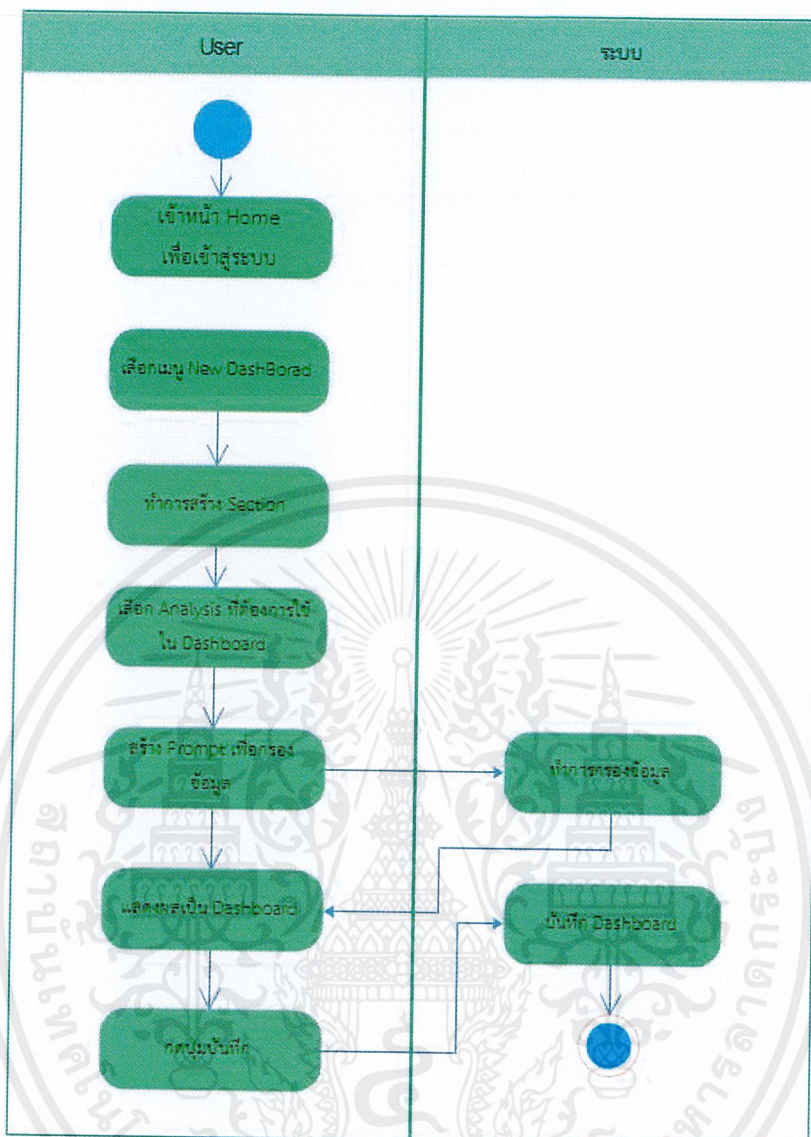 User
ระบบ
เข้าหน้า Home
เพื่อเข้าสู่ระบบ
เลือกเมนู New DashBorad
ทำการสร้าง Section
เลือก Analysis ที่ต้องการใช้
ใน Dashboard
สร้าง Prompt เพื่อกรอง
ข้อมูล
ทำการกรองข้อมูล
แสดงผลเป็น Dashboard
บันทึก Dashboard
กดปุ่มบันทึก